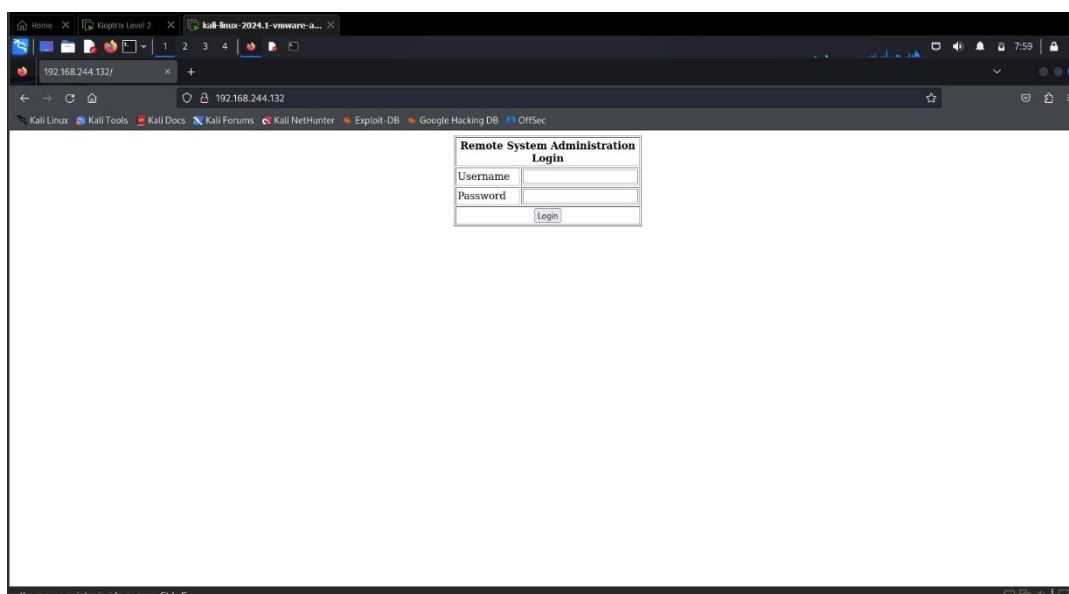 Home
Kioptrix Level 2
kali-linux-2024.1-vmware-a...
1 2 3 4
7:59
192.168.244.132/
192.168.244.132
Kali Linux
Kali Tools
Kali Docs
Kali Forums
Kali NetHunter
Exploit-DB
Google Hacking DB
OffSec
Remote System Administration
Login
Username
Password
Login